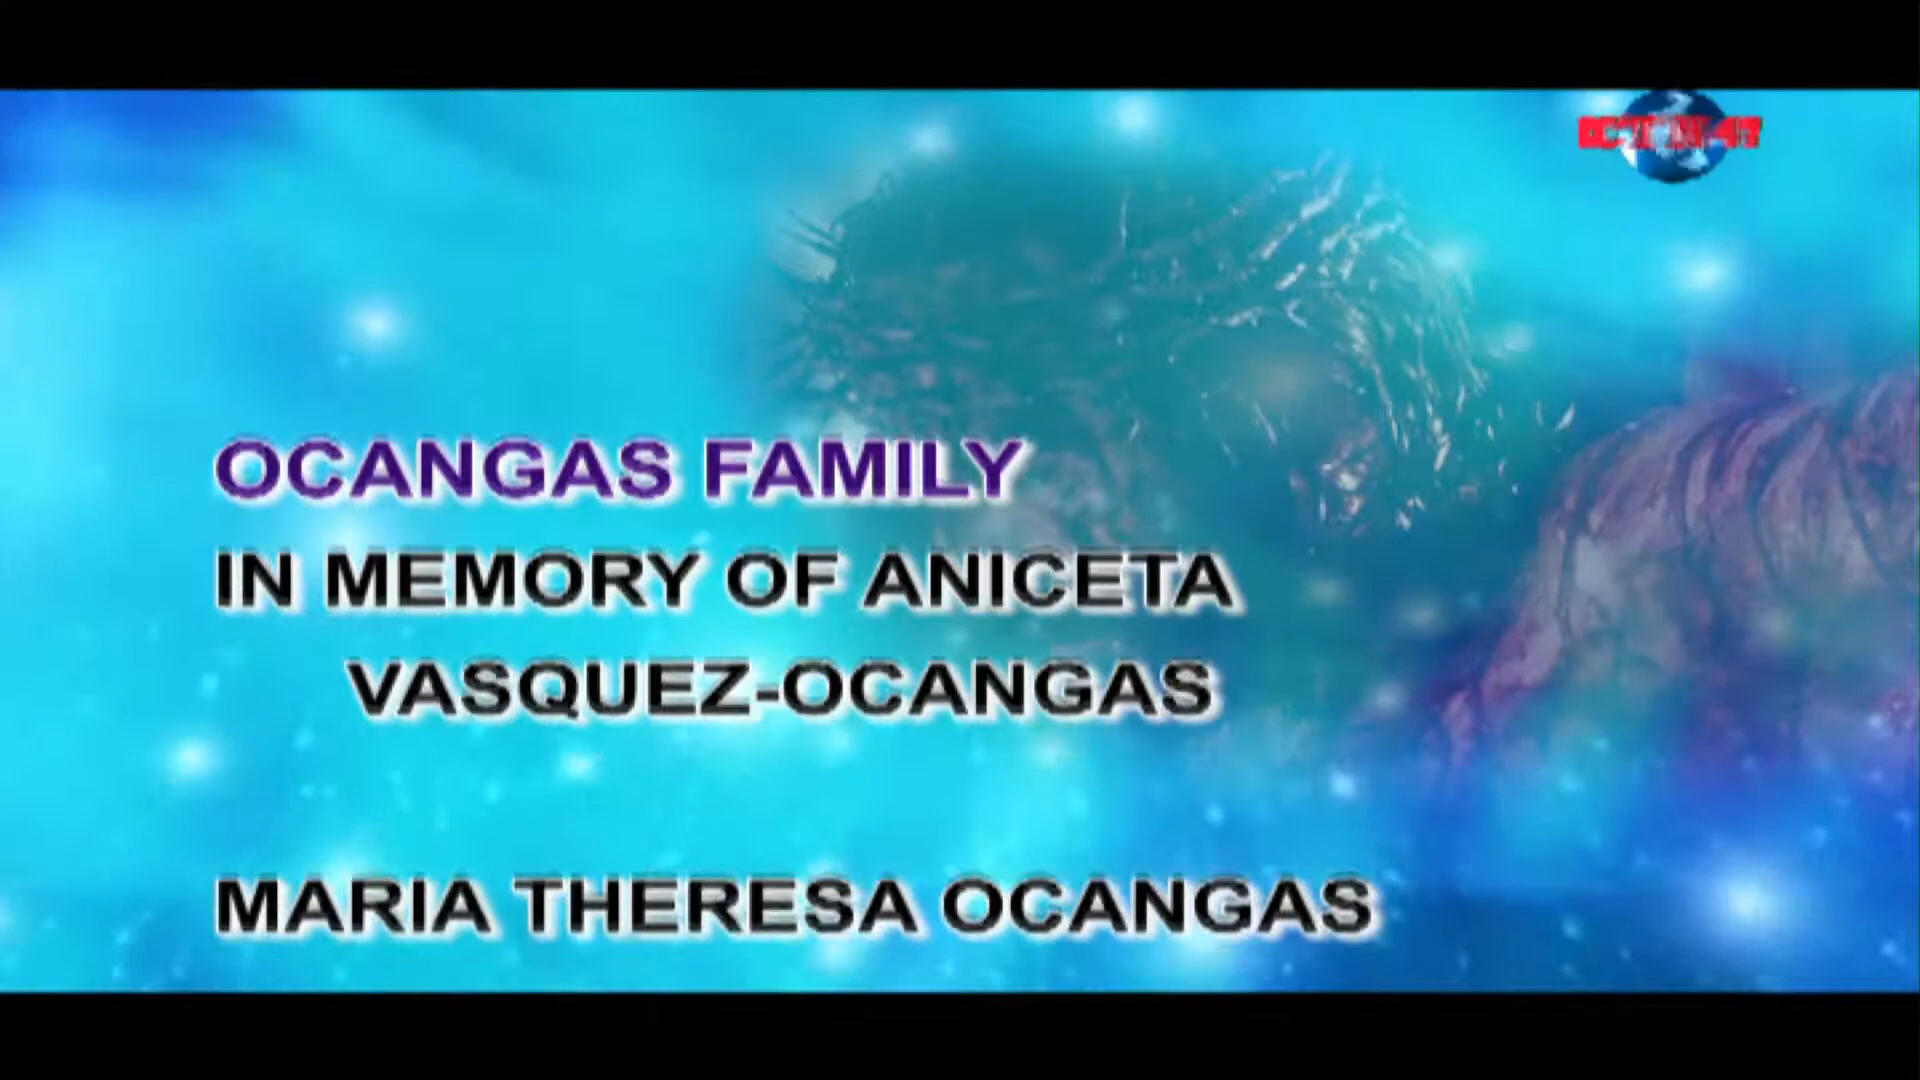 OCANGAS FAMILY
IN MEMORY OF ANICETA
VASQUEZ-OCANGAS
MARIA THERESA OCANGAS